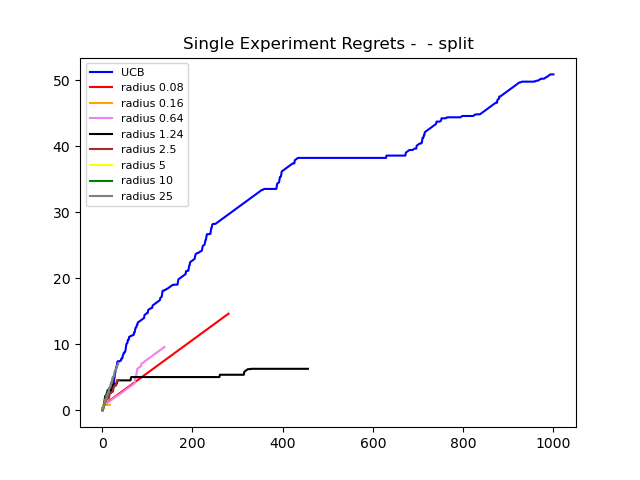 Single Experiment Regrets -  - split
UCB
radius 0.08
radius 0.16
radius 0.64
radius 1.24
radius 2.5
radius 5
radius 10
radius 25
50
40
30
20
10
0
0 200 400 600 800 1000